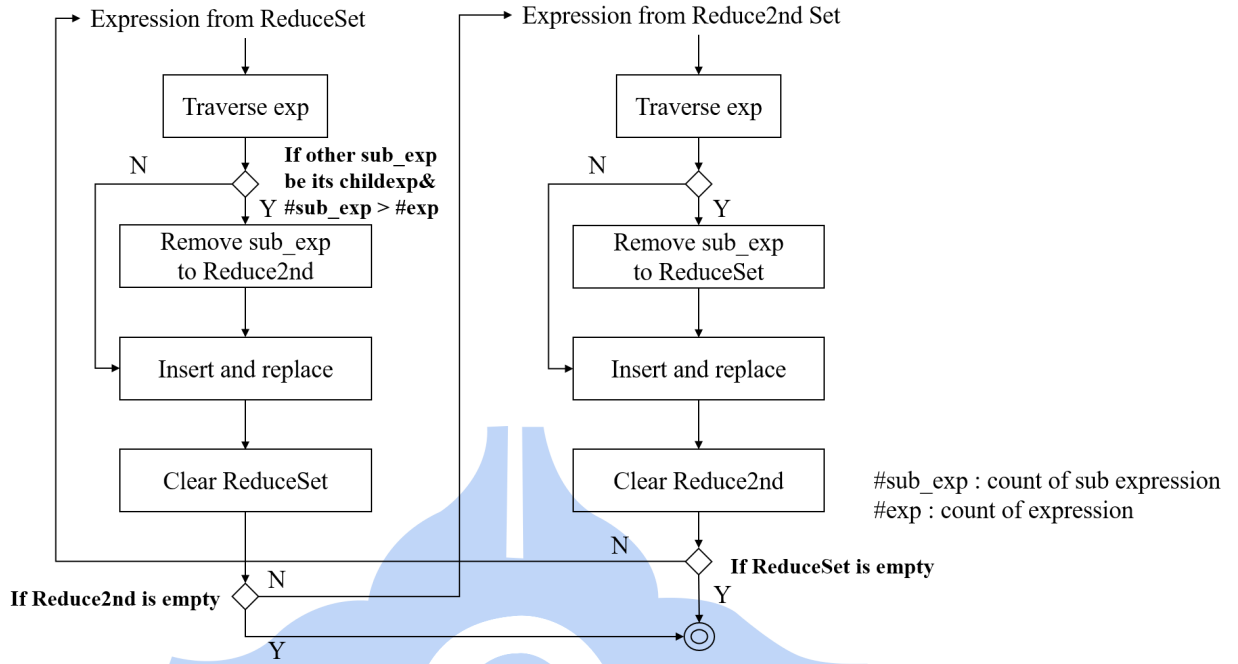 Expression from ReduceSet
Traverse exp
N
If other sub_exp
be its childexp&
#sub_exp > #exp
Y
Remove sub_exp
to Reduce2nd
Insert and replace
Clear ReduceSet
N
If Reduce2nd is empty
Y
Expression from Reduce2nd Set
Traverse exp
N
Y
Remove sub_exp
to ReduceSet
Insert and replace
Clear Reduce2nd
N
If ReduceSet is empty
Y
#sub_exp : count of sub expression
#exp : count of expression